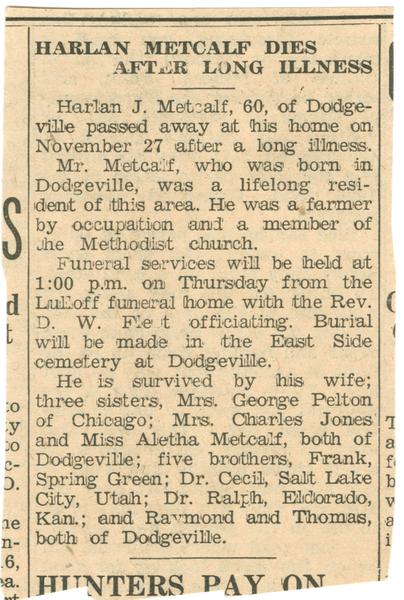 HARLAN METCALF DIES
AFTER LONG ILLNESS
Harlan J. Metcalf, 60, of Dodge-
ville passed away at his home on
November 27 after a long illness.
Mr. Metcalf, who was born in
Dodgeville, was a lifelong resi-
dent of this area. He was a farmer
by occupation and a member of
the Methodist church.
Funeral services will be held at
1:00 p.m. on Thursday from the
Lulloff funeral home with the Rev.
D. W. officiating. Burial
will be made in the East Side
cemetery at Dodgeville.
He is survived by his wife;
three sisters, Mrs. George Pelton
of Chicago; Mrs. Charles Jones
and Miss Aletha Metcalf, both of
Dodgeville; five brothers, Frank,
Spring Green; Dr. Cecil, Salt Lake
City, Utah; Dr. Ralph, Eldorado,
Kan.; and Raymond and Thomas,
both of Dodgeville.
HUNTERS PAY ON